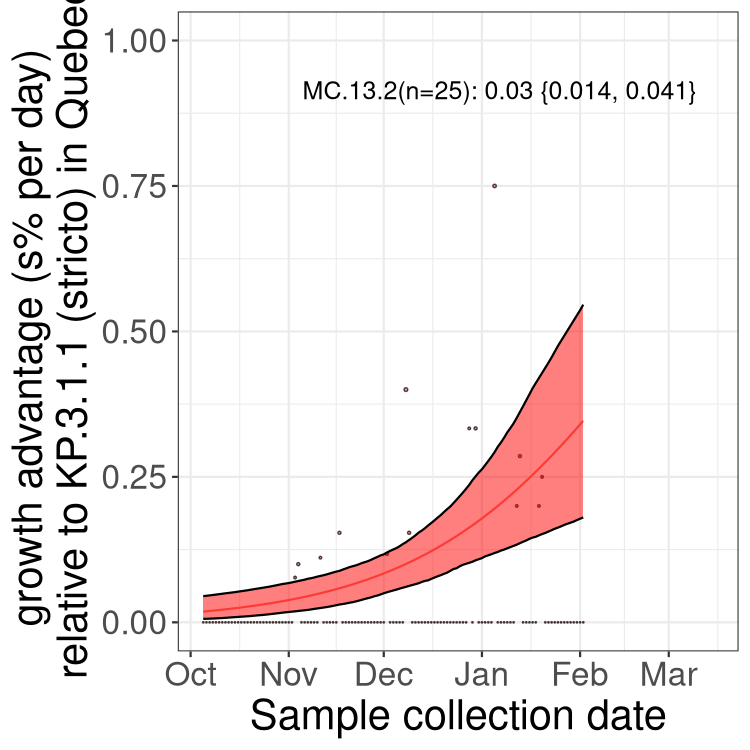 growth advantage (s% per day)
relative to KP.3.1.1 (stricto) in Quebec
1.00
0.75
0.50
0.25
0.00
MC.13.2(n=25): 0.03 {0.014, 0.041}
Oct Nov Dec Jan Feb Mar
Sample collection date